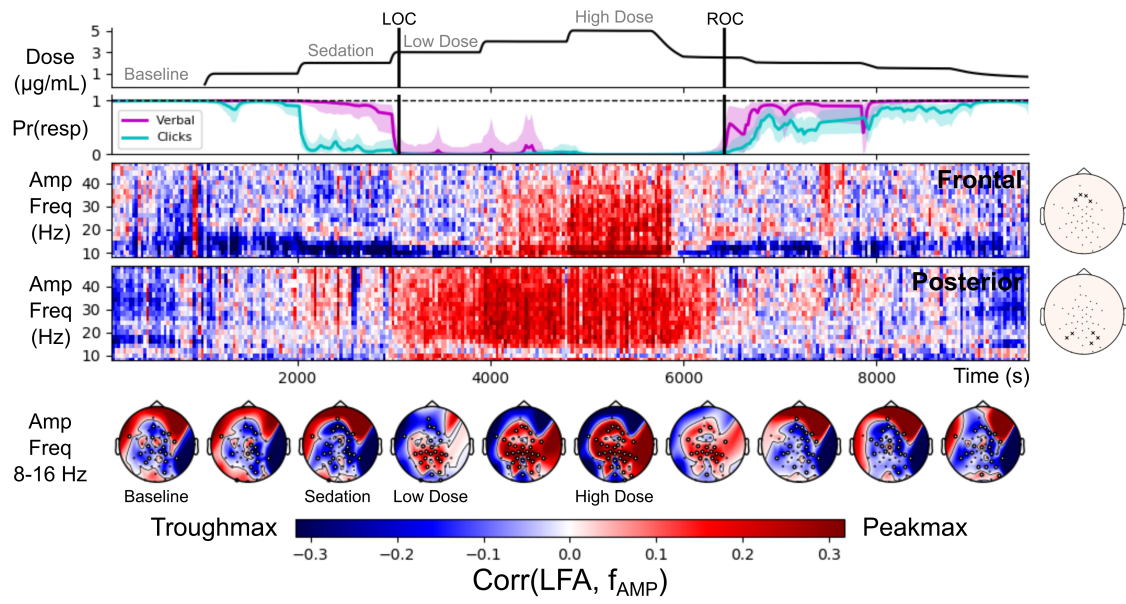 LOC
ROC
High Dose
Sedation
Low Dose
Baseline
Dose
(µg/mL)
5
3
1
Pr(resp)
1
0
Verbal
Clicks
Amp
Freq
(Hz)
40
30
20
10
Frontal
Amp
Freq
(Hz)
40
30
20
10
Posterior
2000
4000
6000
8000
Time (s)
Amp
Freq
8-16 Hz
Baseline
Sedation
Low Dose
High Dose
Troughmax
Peakmax
−0.3
−0.2
−0.1
0.0
0.1
0.2
0.3
Corr(LFA, fAMP)